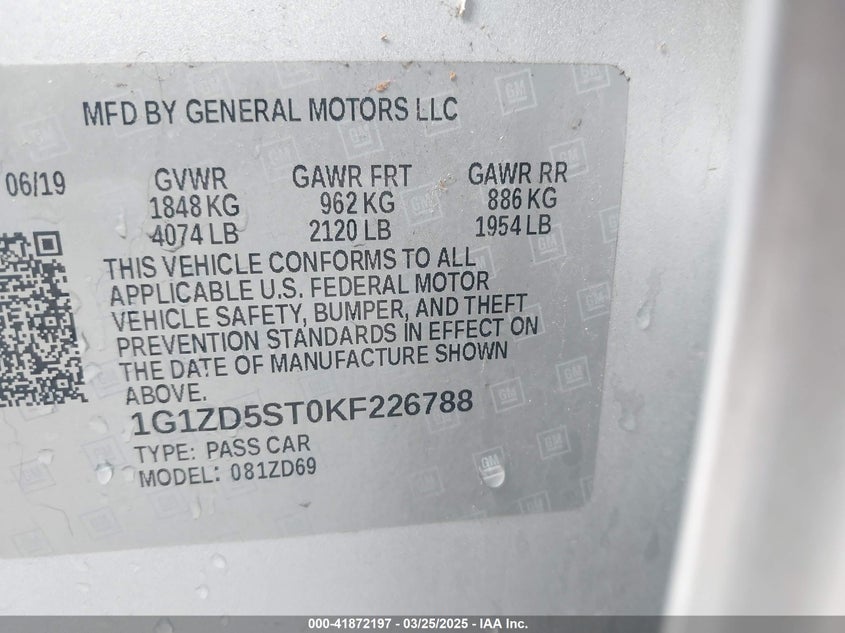 MFD BY GENERAL MOTORS LLC
06/19 GVWR GAWR FRT GAWR RR
1848 KG 962 KG 886 KG
4074 LB 2120 LB 1954 LB
THIS VEHICLE CONFORMS TO ALL
APPLICABLE U.S. FEDERAL MOTOR
VEHICLE SAFETY, BUMPER, AND THEFT
PREVENTION STANDARDS IN EFFECT ON
THE DATE OF MANUFACTURE SHOWN
ABOVE.
1G1ZD5ST0KF226788
TYPE: PASS CAR
MODEL: 081ZD69
000-41872197 - 03/25/2025 - IAA Inc.